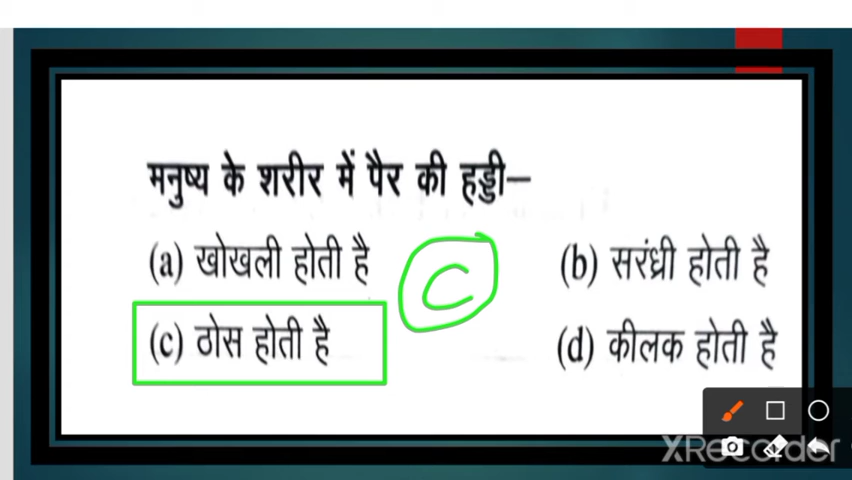 मनुष्य के शरीर में पैर की हड्डी–
(a) खोखली होती है
(b) सरंध्री होती है
C
(c) ठोस होती है
(d) कीलक होती है
XRecorder